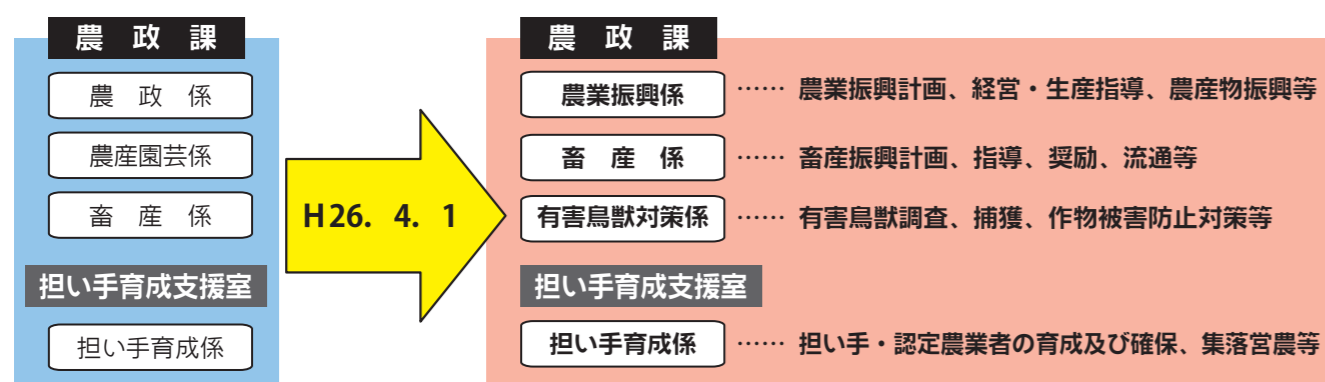 農 政 課
農 政 係
農産園芸係
畜 産 係
担い手育成支援室
担い手育成係
H26. 4. 1
農 政 課
農業振興係 …… 農業振興計画、経営・生産指導、農産物振興等
畜 産 係 …… 畜産振興計画、指導、奨励、流通等
有害鳥獣対策係 …… 有害鳥獣調査、捕獲、作物被害防止対策等
担い手育成支援室
担い手育成係 …… 担い手・認定農業者の育成及び確保、集落営農等